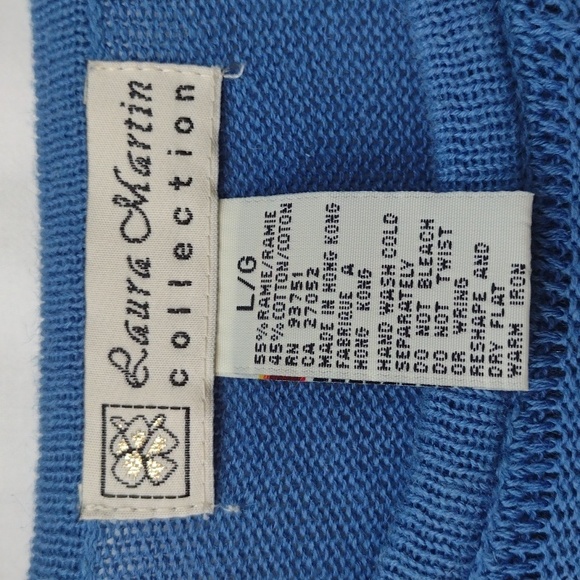 Laura Martin
collection
L/G
55% RAMIE/RAMIE
45% COTTON/COTON
RN 93751
CA 27052
MADE IN HONG KONG
FABRIQUE A
HONG KONG
HAND WASH COLD
SEPARATELY
DO NOT BLEACH
DO NOT TWIST
OR WRING
RESHAPE AND
DRY FLAT
WARM IRON